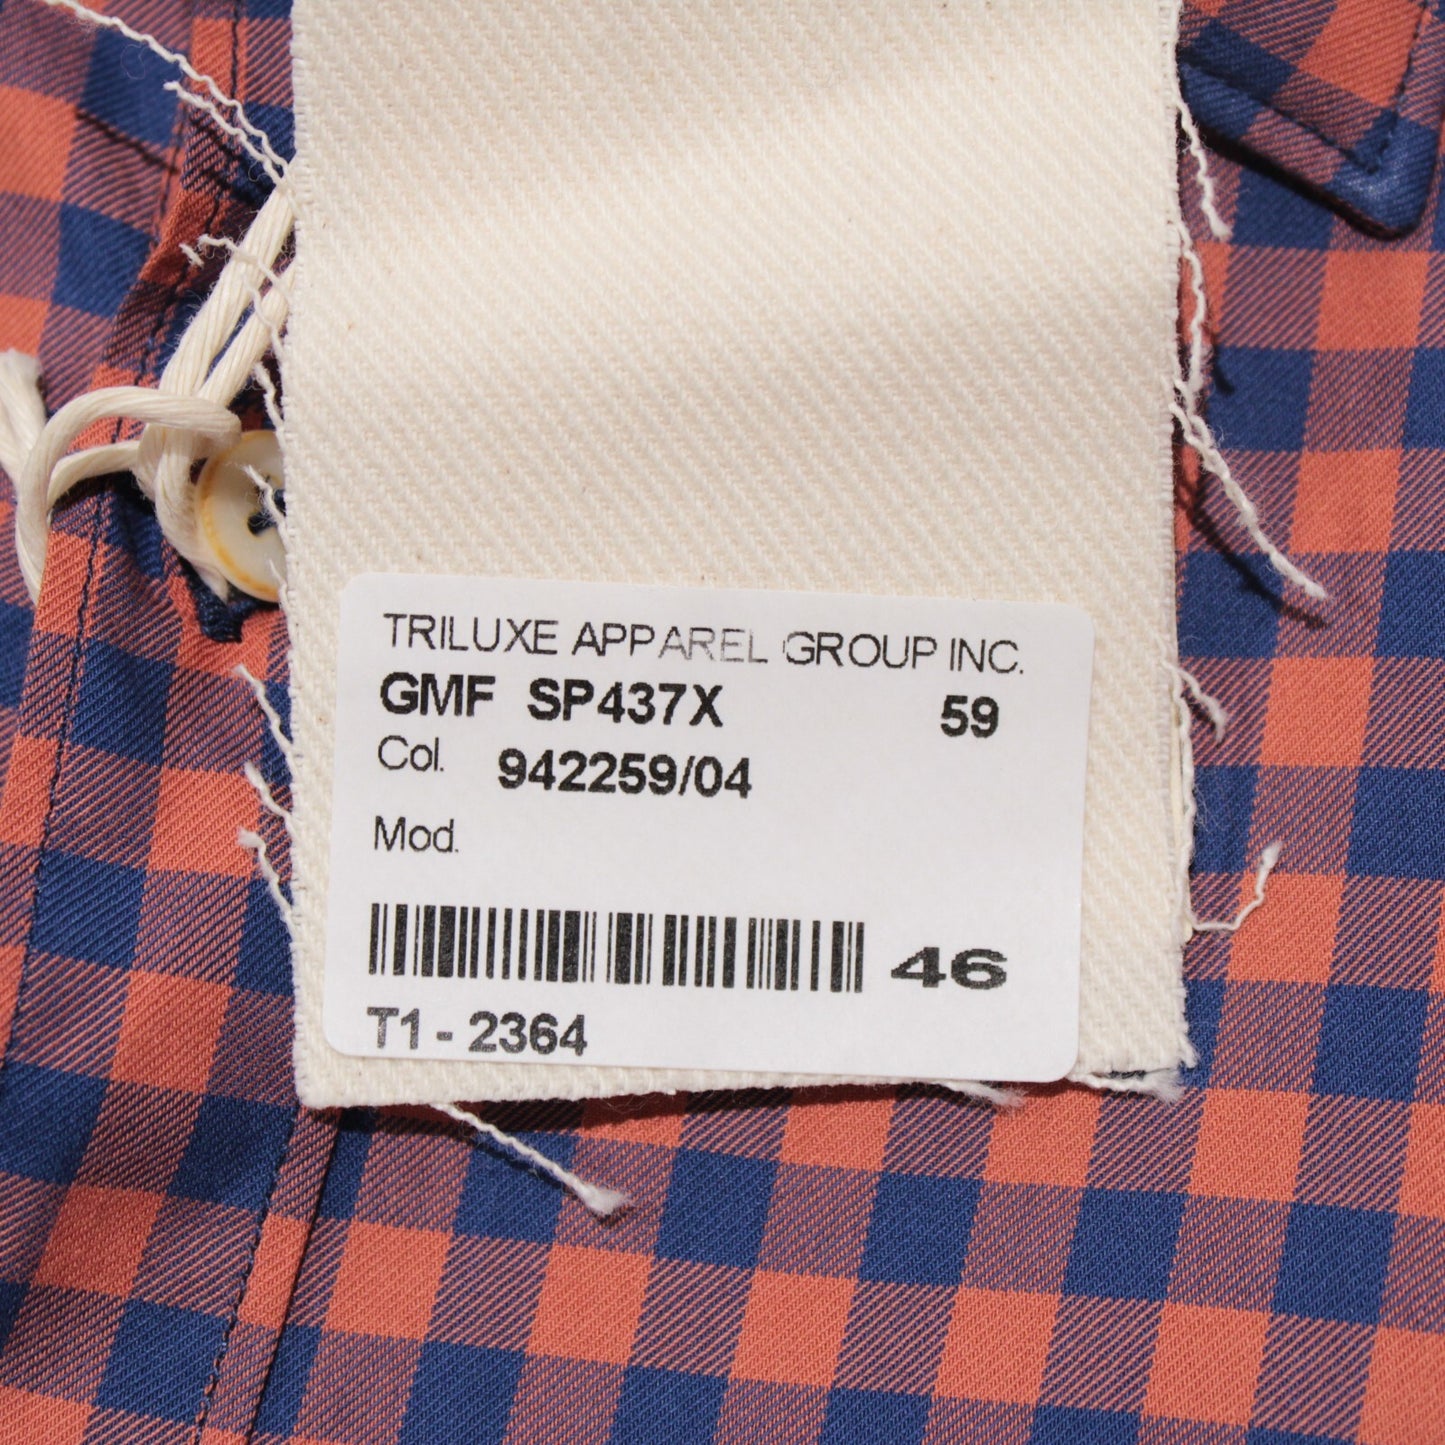 TRILUXE APPAREL GROUP INC.
GMF SP437X 59
Col. 942259/04
Mod.
46
T1 - 2364